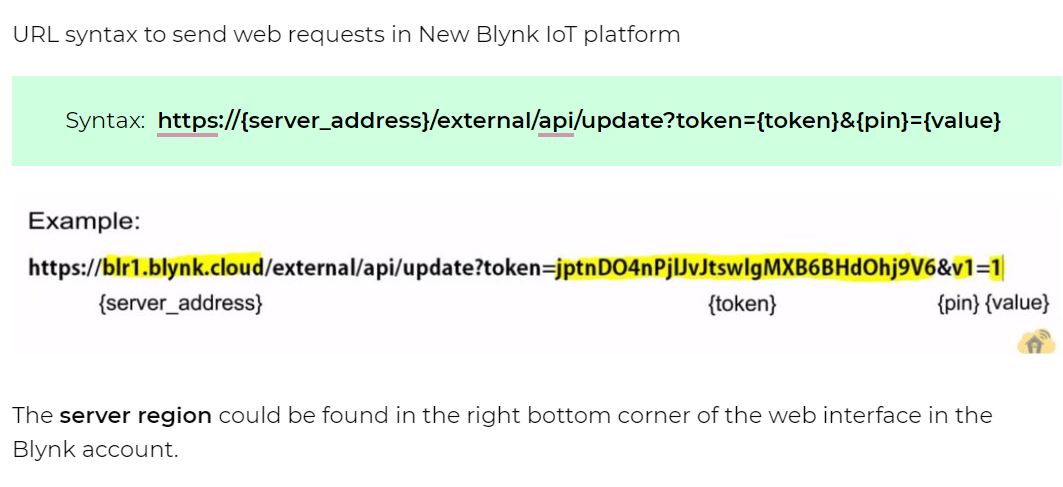 URL syntax to send web requests in New Blynk IoT platform
Syntax: https://{server_address}/external/api/update?token={token}&{pin}={value}
Example:
https://blr1.blynk.cloud/external/api/update?token=jptnDO4nPjlJvJtswlgMXB6BHdOhj9V6&v1=1
{server_address} {token} {pin} {value}
The server region could be found in the right bottom corner of the web interface in the
Blynk account.